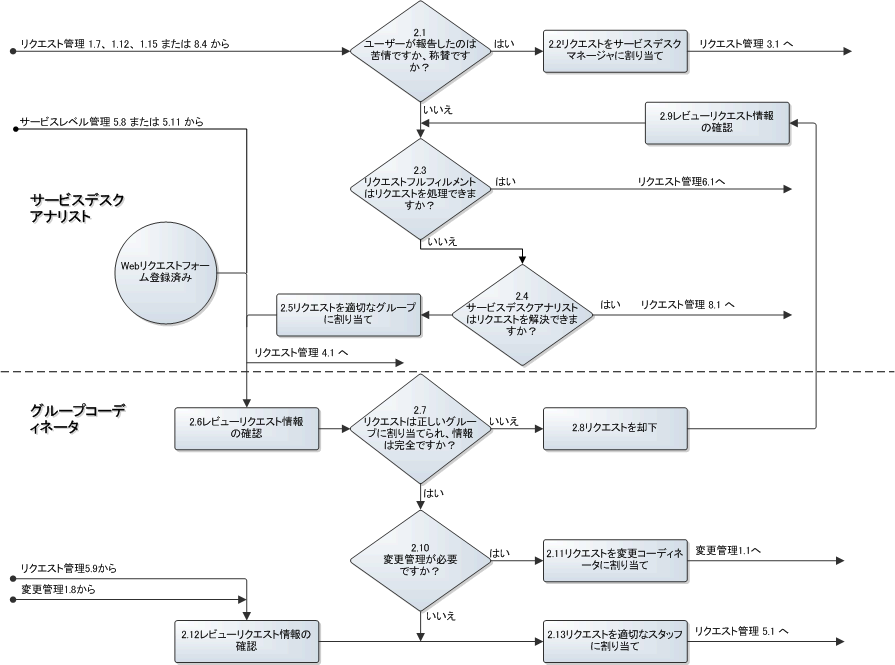 リクエスト管理 1.7、1.12、1.15 または 8.4 から
2.1
ユーザーが報告したのは
苦情ですか、称賛です
か？
はい
2.2リクエストをサービスデスク
マネージャに割り当て
リクエスト管理 3.1 へ
いいえ
サービスレベル管理 5.8 または 5.11 から
2.9レビューリクエスト情報
の確認
2.3
リクエストフルフィルメント
はリクエストを処理できま
すか？
はい
リクエスト管理6.1へ
サービスデスク
アナリスト
いいえ
Webリクエストフォー
ム登録済み
2.4
サービスデスクアナリスト
はリクエストを解決できま
すか？
はい
リクエスト管理 8.1 へ
2.5リクエストを適切なグループ
に割り当て
リクエスト管理 4.1 へ
グループコーデ
ィネータ
2.6レビューリクエスト情報
の確認
2.7
リクエストは正しいグルー
プに割り当てられ、情報
は完全ですか？
いいえ
2.8リクエストを却下
はい
2.10
変更管理が必要
ですか？
はい
2.11リクエストを変更コーディネ
ータに割り当て
変更管理1.1へ
リクエスト管理5.9から
変更管理1.8から
いいえ
2.12レビューリクエスト情報の
確認
2.13リクエストを適切なスタッフ
に割り当て
リクエスト管理 5.1 へ